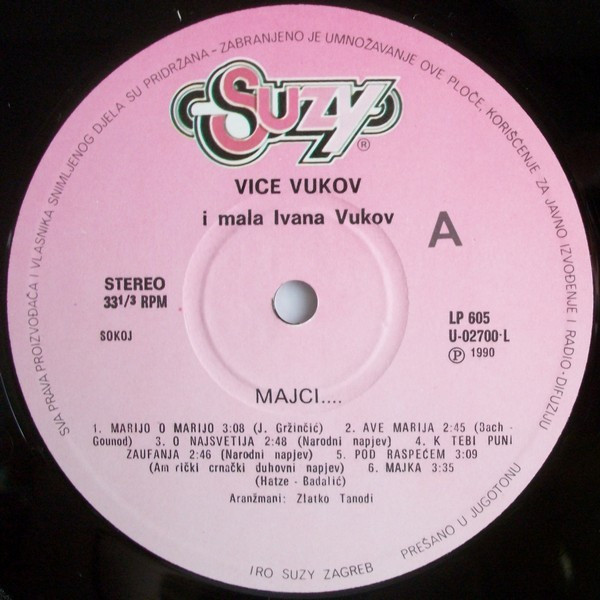 SVA PRAVA PROIZVOĐAČA I VLASNIKA SNIMLJENOG DJELA SU PRIDRŽANA - ZABRANJENO JE UMNOŽAVANJE OVE PLOČE, KORIŠĆENJE ZA JAVNO IZVOĐENJE I RADIO-DIFUZIJU
SUZY®
VICE VUKOV
i mala Ivana Vukov
A
STEREO
33 1/3 RPM
SOKOJ
LP 605
U-02700-L
Ⓟ 1990
MAJCI....
1. MARIJO O MARIJO 3:08 (J. Gržinčić) 2. AVE MARIJA 2:45 (Bach -
Gounod) 3. O NAJSVETIJA 2:48 (Narodni napjev) 4. K TEBI PUNI
ZAUFANJA 2:46 (Narodni napjev) 5. POD RASPEĆEM 3:09
(Am rički crnački duhovni napjev) 6. MAJKA 3:35
(Hatze - Badalić)
Aranžmani: Zlatko Tanodi
PREŠANO U JUGOTONU
IRO SUZY ZAGREB